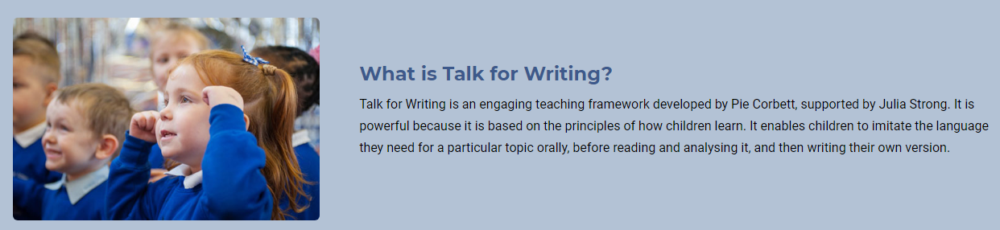 What is Talk for Writing?
Talk for Writing is an engaging teaching framework developed by Pie Corbett, supported by Julia Strong. It is
powerful because it is based on the principles of how children learn. It enables children to imitate the language
they need for a particular topic orally, before reading and analysing it, and then writing their own version.